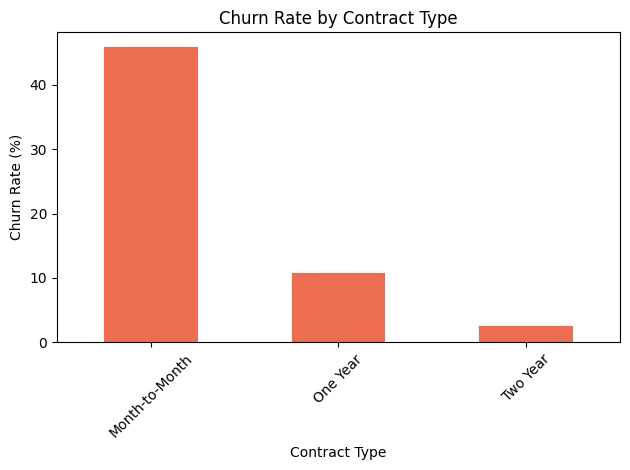 Churn Rate by Contract Type
Churn Rate (%)
40
30
20
10
0
Month-to-Month
One Year
Two Year
Contract Type